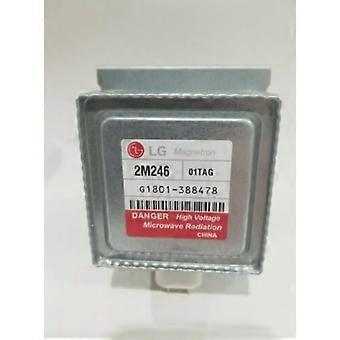 LG Magnetron
2M246 01TAG
G1801-388478
DANGER High Voltage
Microwave Radiation
CHINA